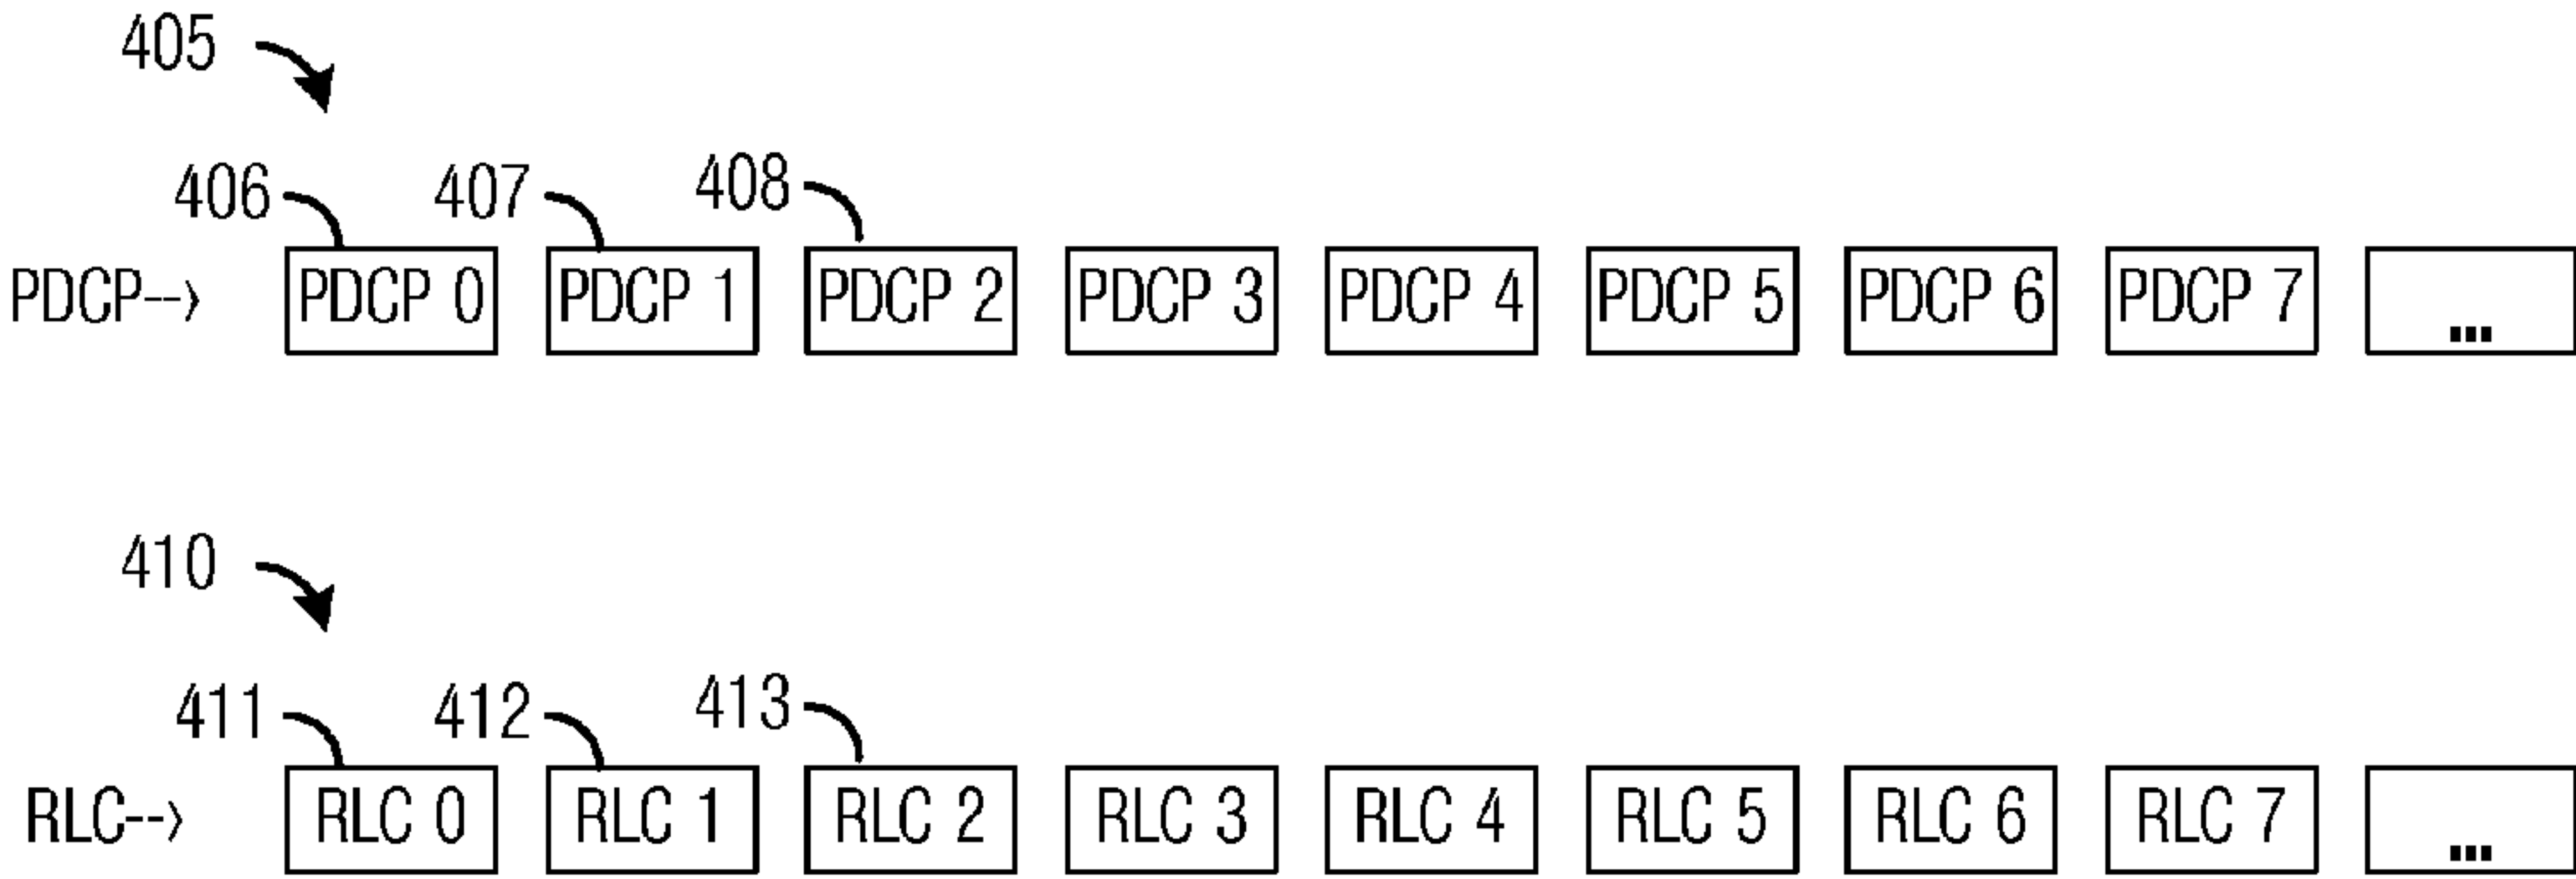 405
406 407 408
PDCP--> PDCP 0 PDCP 1 PDCP 2 PDCP 3 PDCP 4 PDCP 5 PDCP 6 PDCP 7 ...
410
411 412 413
RLC--> RLC 0 RLC 1 RLC 2 RLC 3 RLC 4 RLC 5 RLC 6 RLC 7 ...